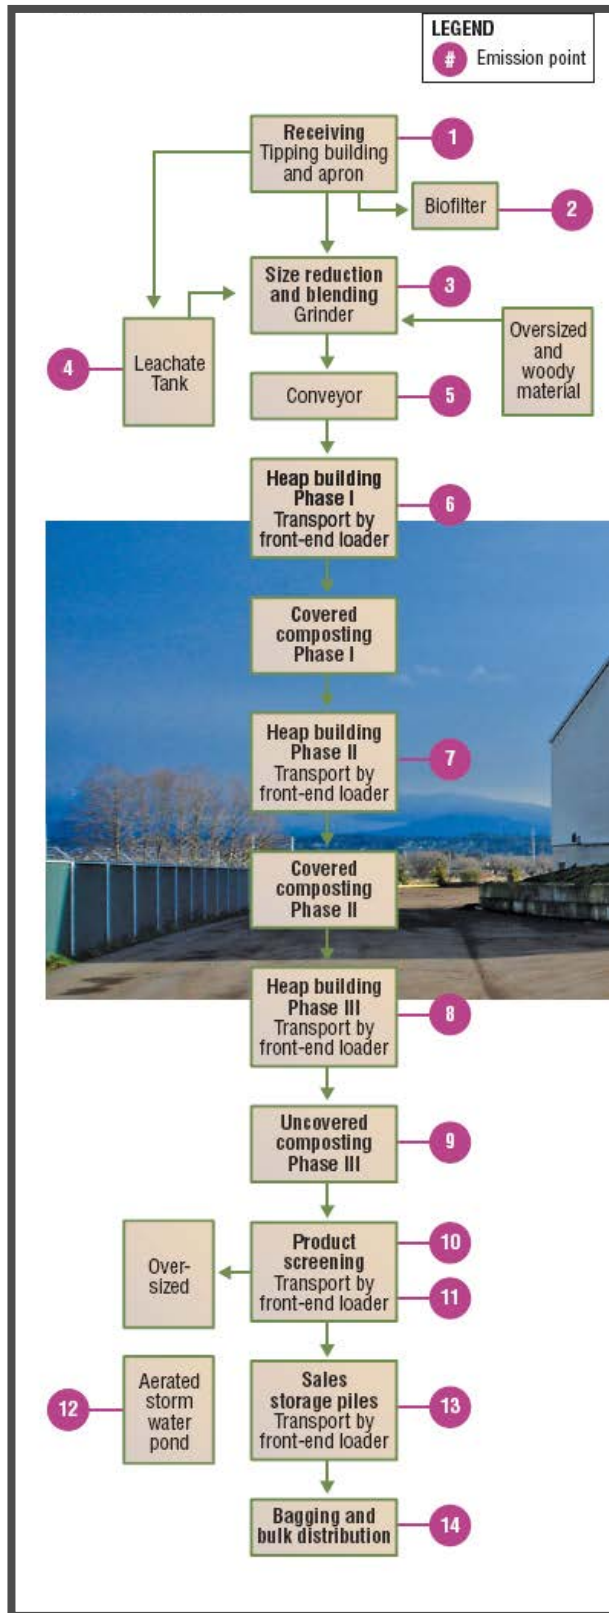 LEGEND
# Emission point
Receiving
Tipping building
and apron
1
Biofilter
2
Size reduction
and blending
Grinder
3
Leachate
Tank
4
Oversized
and
woody
material
Conveyor
5
Heap building
Phase I
Transport by
front-end loader
6
Covered
composting
Phase I
Heap building
Phase II
Transport by
front-end loader
7
Covered
composting
Phase II
Heap building
Phase III
Transport by
front-end loader
8
Uncovered
composting
Phase III
9
Product
screening
Transport by
front-end loader
10
11
Over-
sized
12
Aerated
storm
water
pond
Sales
storage piles
Transport by
front-end loader
13
Bagging and
bulk distribution
14